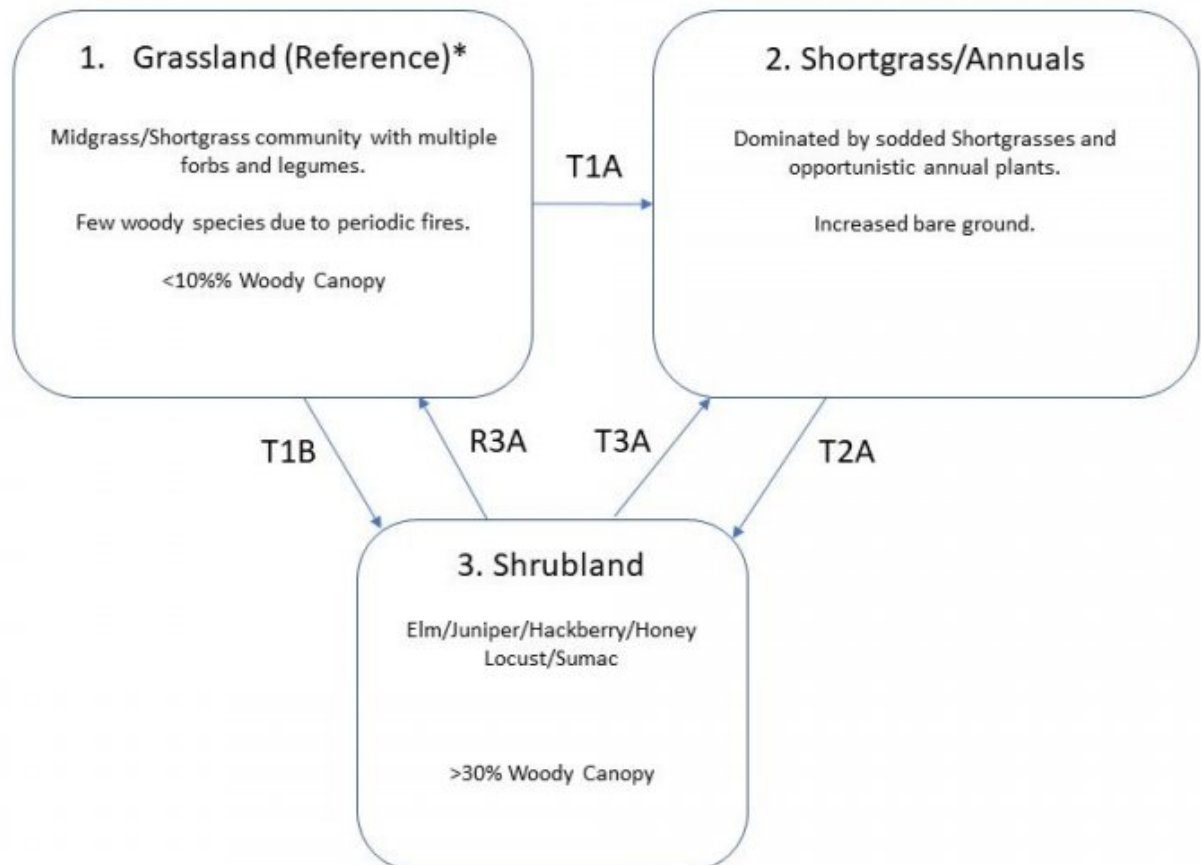 1. Grassland (Reference)*
Midgrass/Shortgrass community with multiple
forbs and legumes.
Few woody species due to periodic fires.
<10%% Woody Canopy
T1A
2. Shortgrass/Annuals
Dominated by sodded Shortgrasses and
opportunistic annual plants.
Increased bare ground.
T1B
R3A
T3A
T2A
3. Shrubland
Elm/Juniper/Hackberry/Honey
Locust/Sumac
>30% Woody Canopy